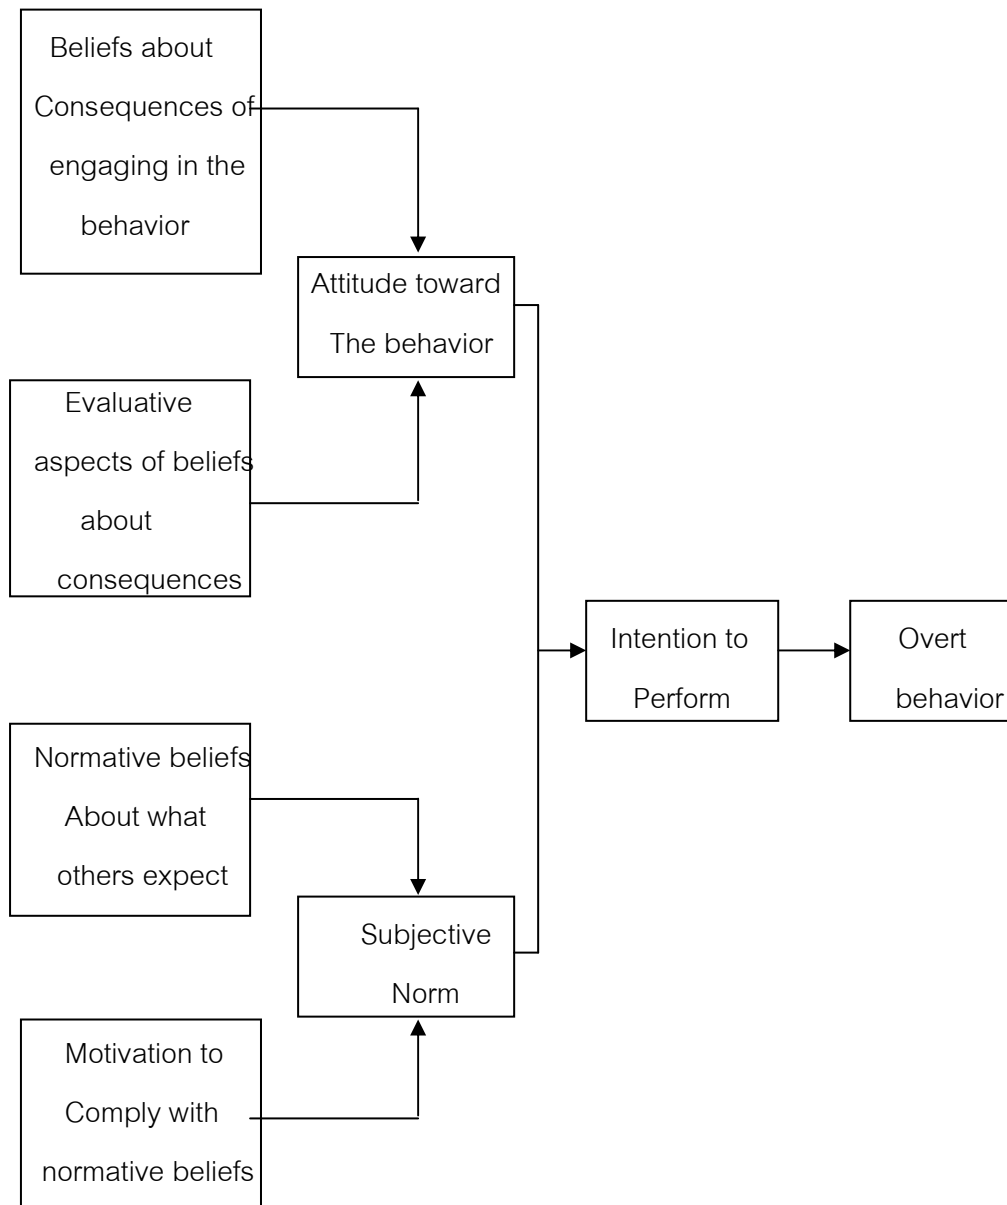 Beliefs about
Consequences of
engaging in the
behavior
Attitude toward
The behavior
Evaluative
aspects of beliefs
about
consequences
Intention to
Perform
Overt
behavior
Normative beliefs
About what
others expect
Subjective
Norm
Motivation to
Comply with
normative beliefs